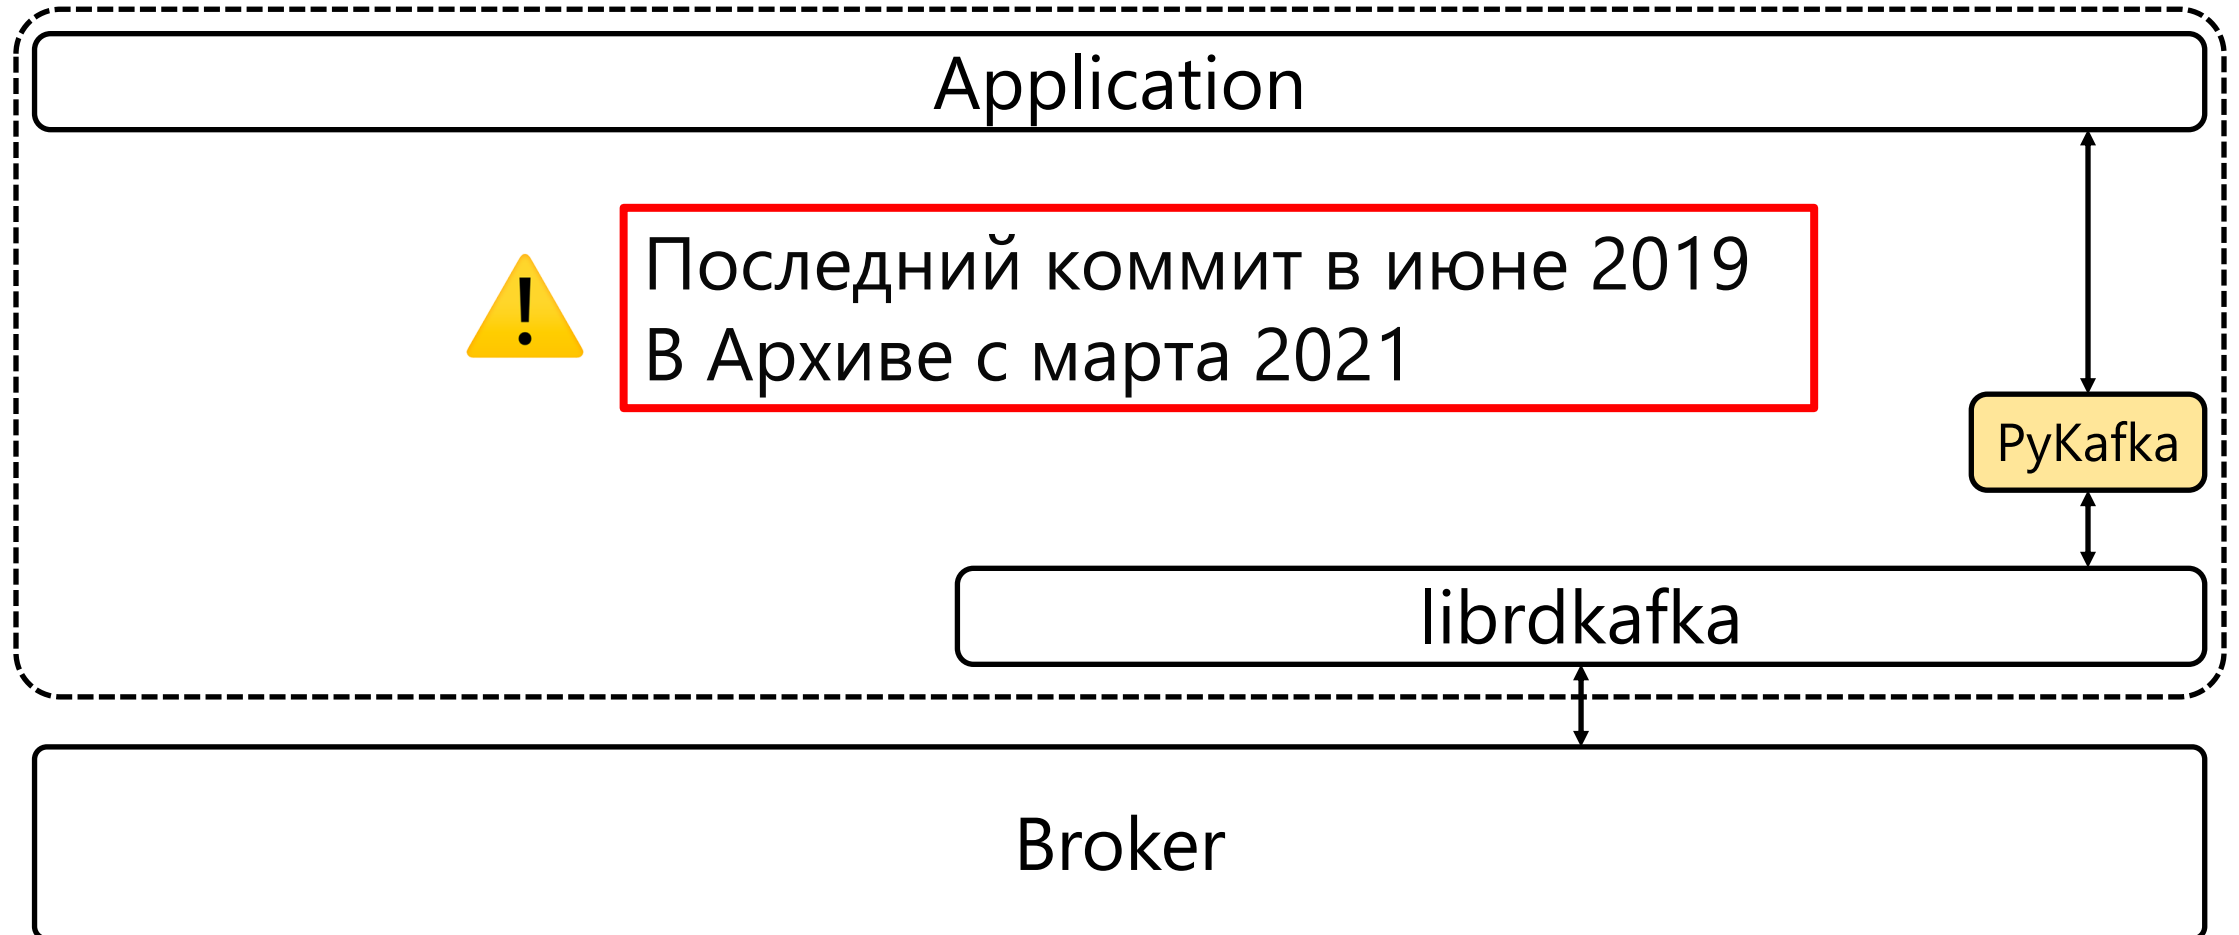 Application
Последний коммит в июне 2019
В Архиве с марта 2021
PyKafka
librdkafka
Broker